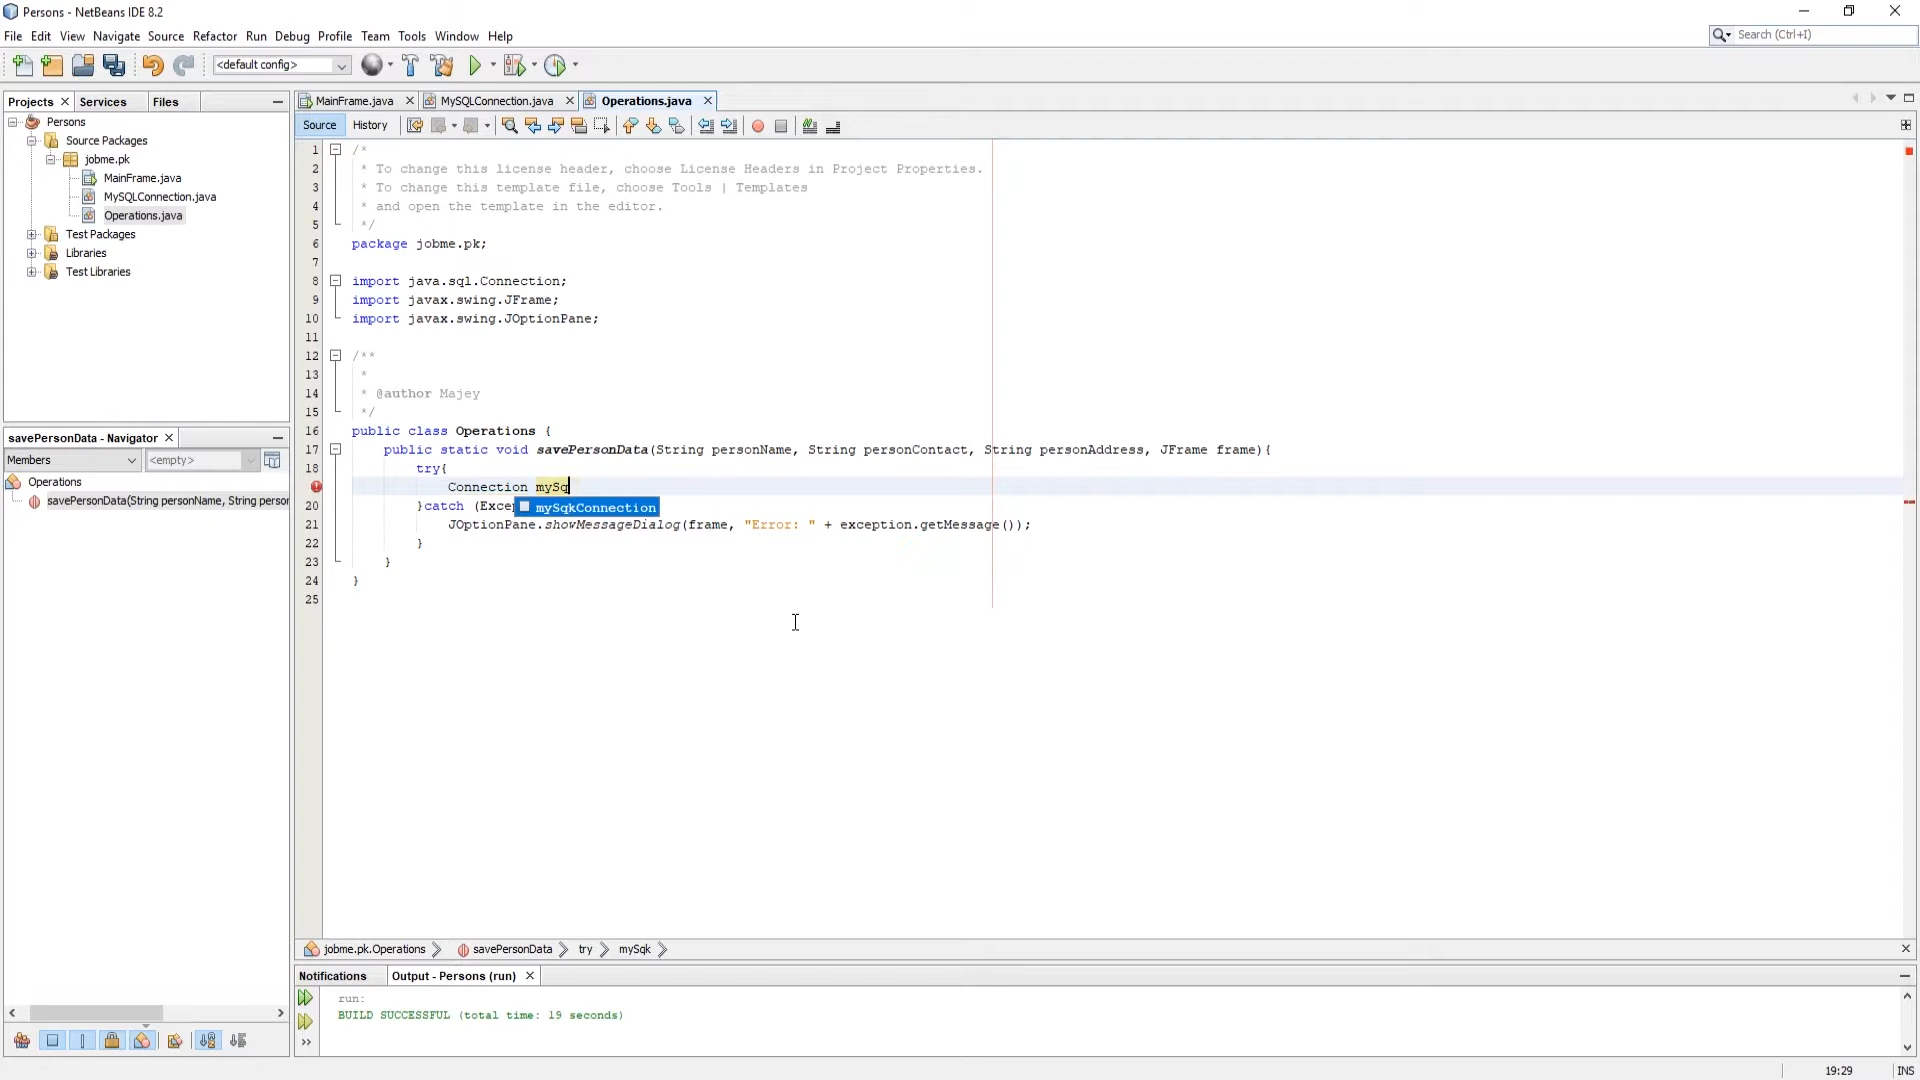 Persons - NetBeans IDE 8.2
File Edit View Navigate Source Refactor Run Debug Profile Team Tools Window Help
Search (Ctrl+I)
<default config>
Projects Services Files
MainFrame.java MySQLConnection.java Operations.java
Source History
Persons
Source Packages
jobme.pk
MainFrame.java
MySQLConnection.java
Operations.java
Test Packages
Libraries
Test Libraries
savePersonData - Navigator
Members <empty>
Operations
savePersonData(String personName, String person
1 /*
2 * To change this license header, choose License Headers in Project Properties.
3 * To change this template file, choose Tools | Templates
4 * and open the template in the editor.
5 */
6 package jobme.pk;
7
8 import java.sql.Connection;
9 import javax.swing.JFrame;
10 import javax.swing.JOptionPane;
11
12 /**
13 *
14 * @author Majey
15 */
16 public class Operations {
17 public static void savePersonData(String personName, String personContact, String personAddress, JFrame frame){
18 try{
Connection mySq
20 }catch (Excep
mySqkConnection
21 JOptionPane.showMessageDialog(frame, "Error: " + exception.getMessage());
22 }
23 }
24 }
25
jobme.pk.Operations savePersonData try mySqk
Notifications Output - Persons (run)
run:
BUILD SUCCESSFUL (total time: 19 seconds)
19:29 INS